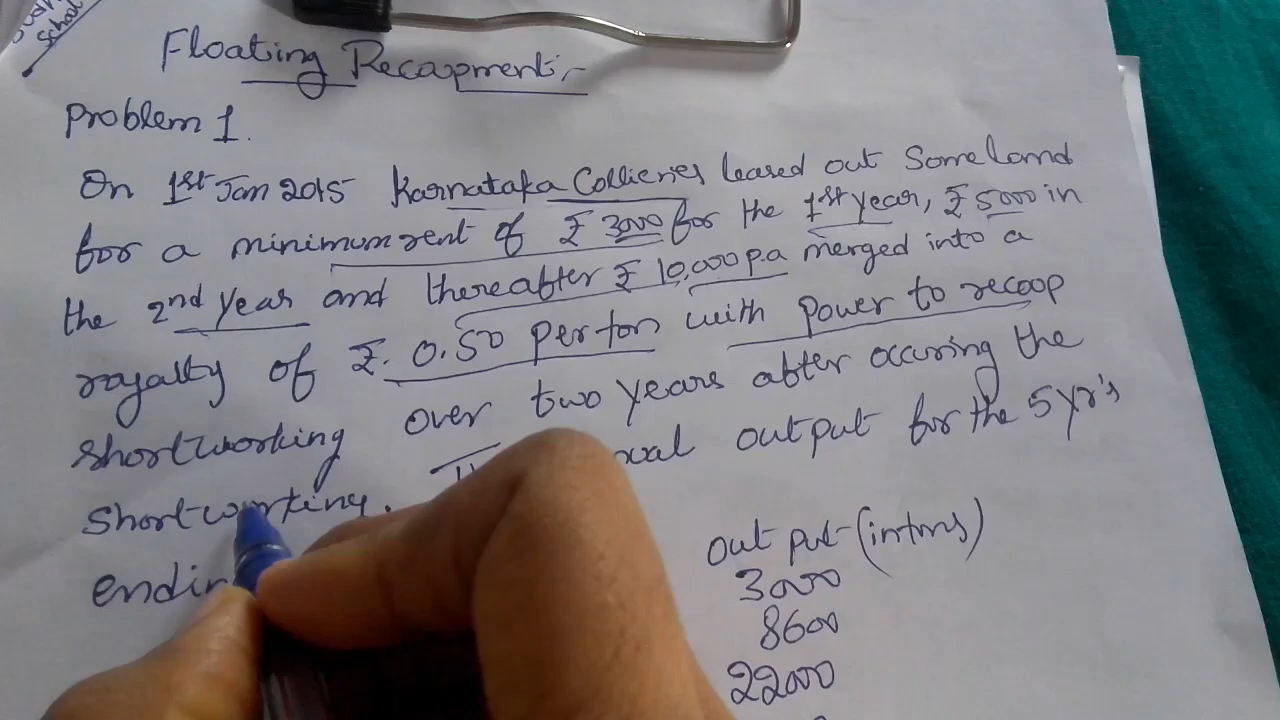 School
Floating Recapment:-
Problem 1.
On 1st Jan 2015 Karnataka Collieries leased out Some land
for a minimum rent of ₹ 3000 for the 1st year, ₹ 5000 in
the 2nd year and thereafter ₹ 10,000 p.a merged into a
royalty of ₹. 0.50 per ton with power to recoop
shortworking over two years after occuring the
shortworking. output for the 5 yr's
out put (in tons)
3000
8600
22000